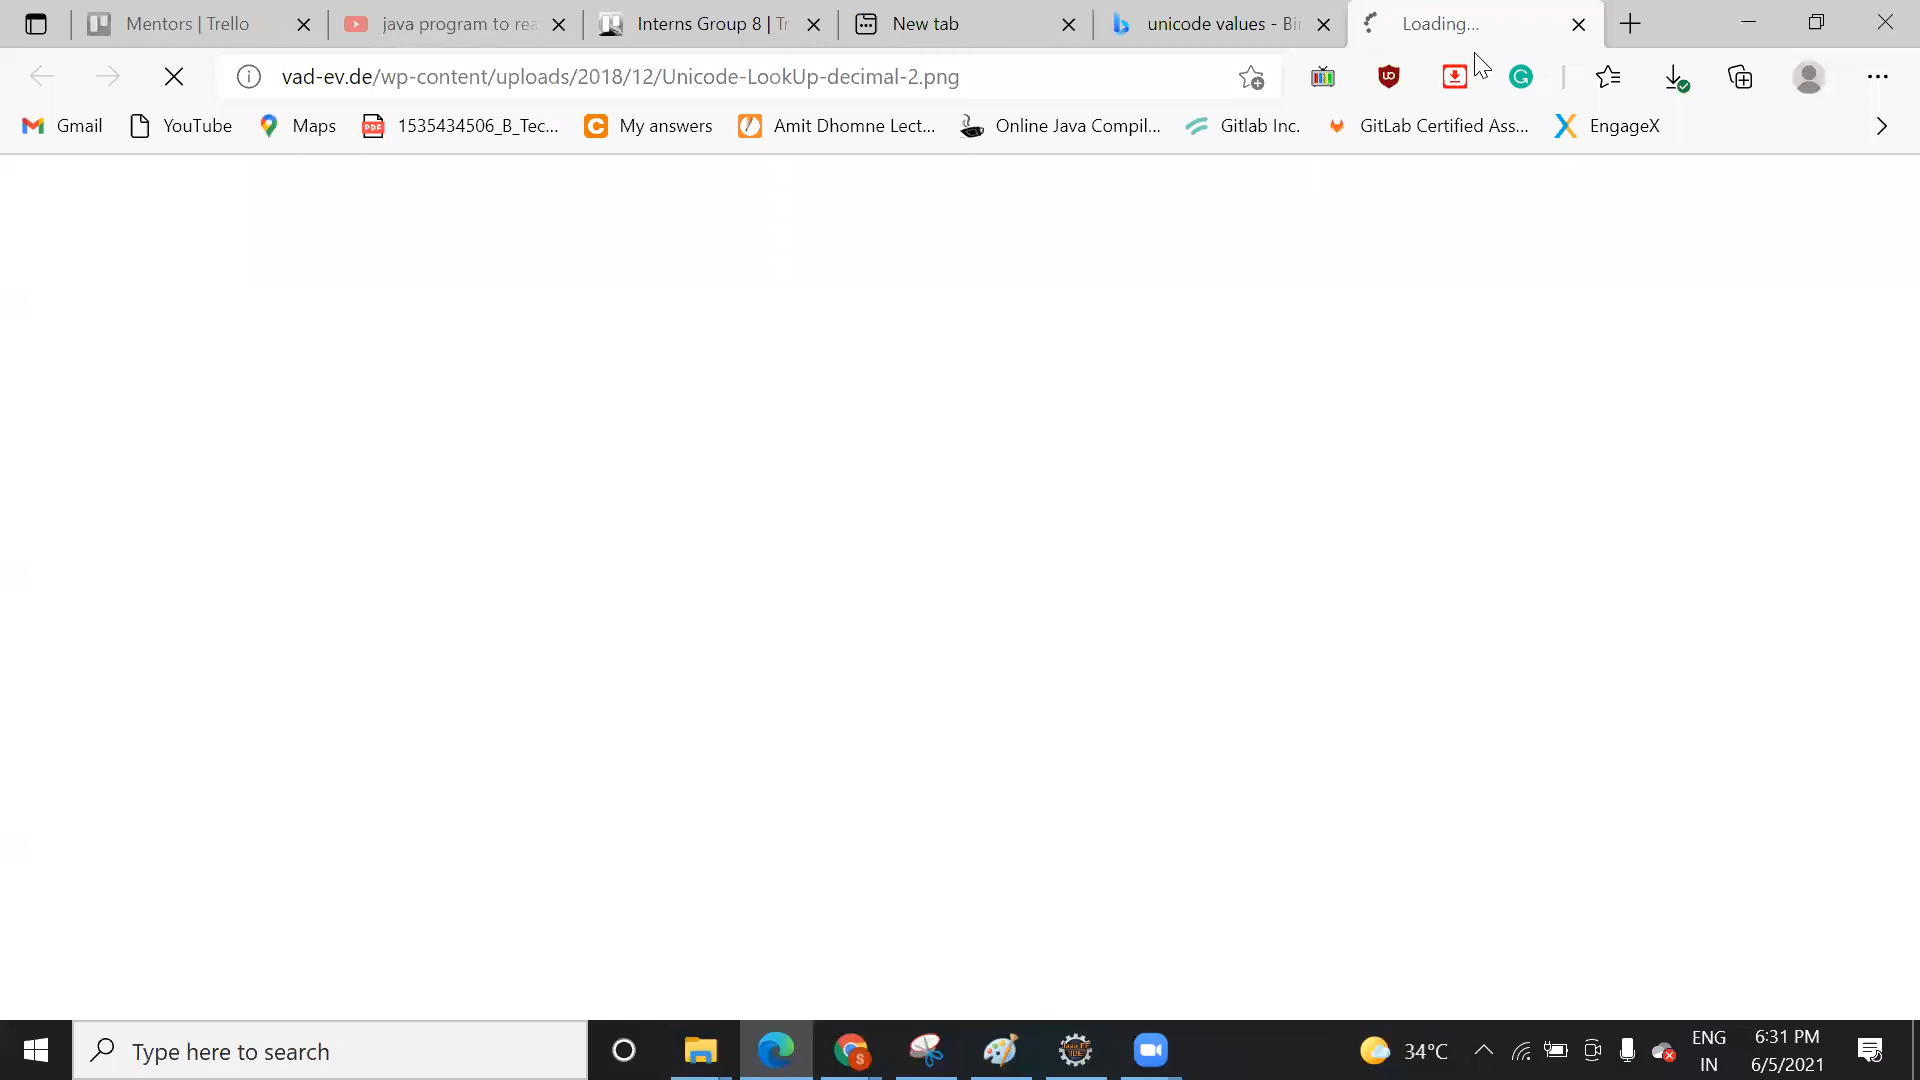 Mentors | Trello
java program to rea
Interns Group 8 | Tr
New tab
unicode values - Bin
Loading...
vad-ev.de/wp-content/uploads/2018/12/Unicode-LookUp-decimal-2.png
Gmail
YouTube
Maps
1535434506_B_Tec...
My answers
Amit Dhomne Lect...
Online Java Compil...
Gitlab Inc.
GitLab Certified Ass...
EngageX
Type here to search
34°C
ENG
IN
6:31 PM
6/5/2021